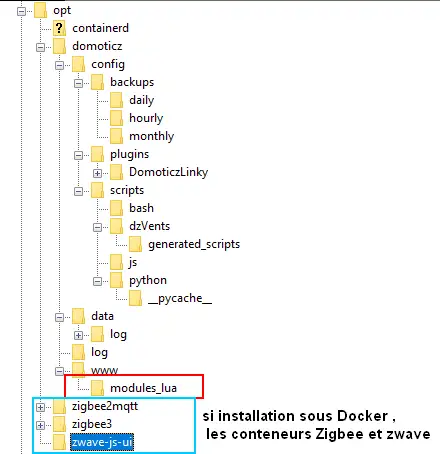 opt
containerd
domoticz
config
backups
daily
hourly
monthly
plugins
DomoticzLinky
scripts
bash
dzVents
generated_scripts
js
python
__pycache__
data
log
log
www
modules_lua
zigbee2mqtt
zigbee3
zwave-js-ui
si installation sous Docker ,
les conteneurs Zigbee et zwave